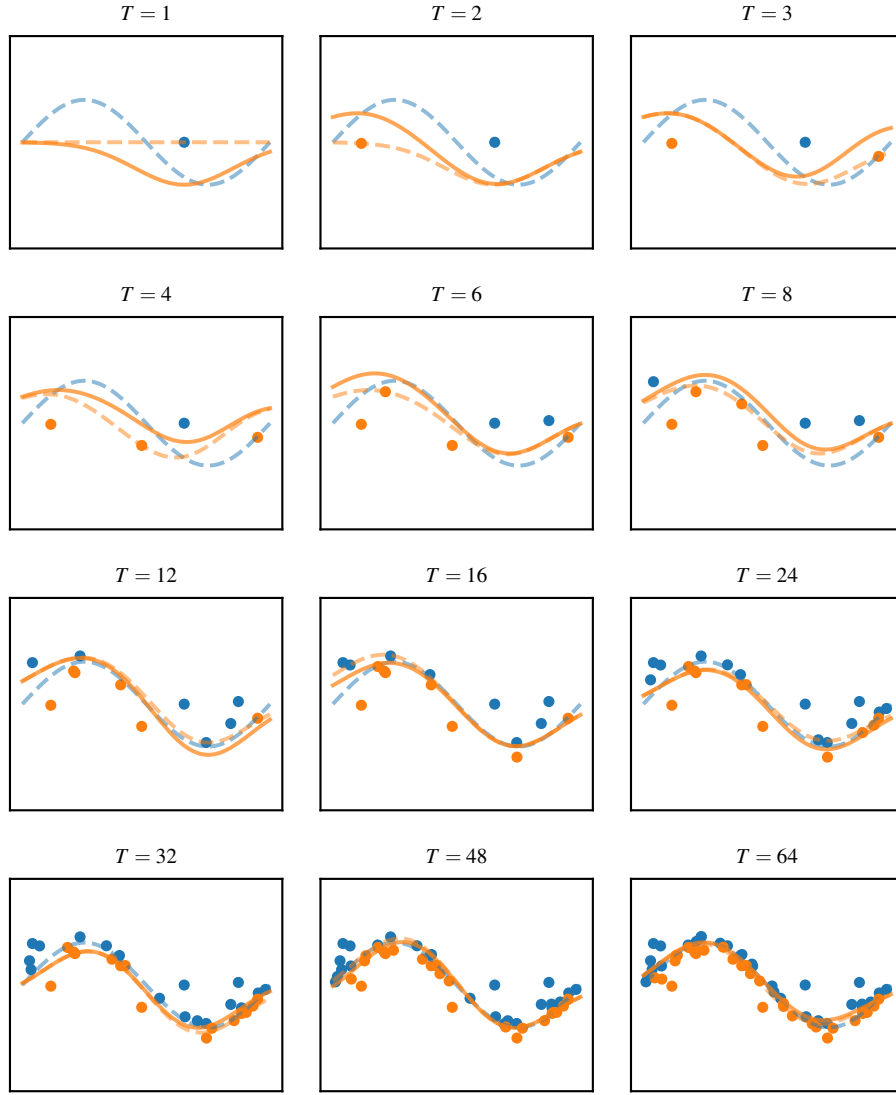 T = 1
T = 2
T = 3
T = 4
T = 6
T = 8
T = 12
T = 16
T = 24
T = 32
T = 48
T = 64